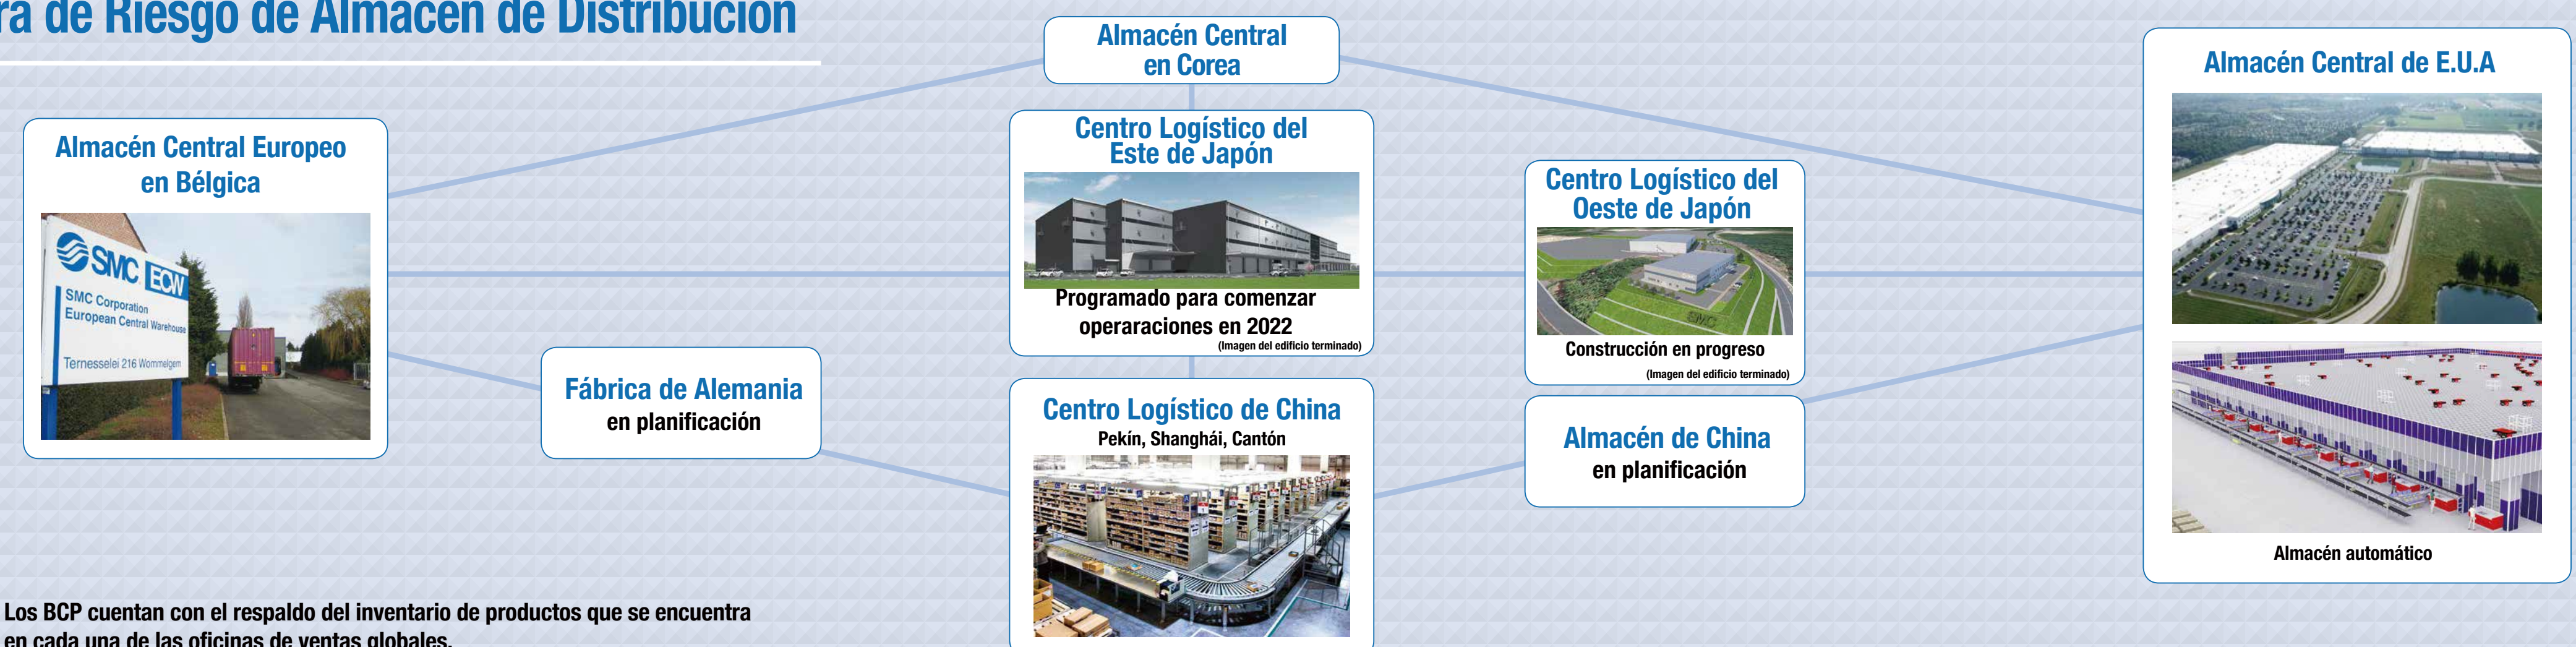 ra de Riesgo de Almacén de Distribución
Almacén Central
en Corea
Almacén Central de E.U.A
Almacén Central Europeo
en Bélgica
SMC ECW
SMC Corporation
European Central Warehouse
Ternesselei 216 Wommelgem
Centro Logístico del
Este de Japón
Programado para comenzar
operaraciones en 2022
(Imagen del edificio terminado)
Centro Logístico del
Oeste de Japón
SMC
Construcción en progreso
(Imagen del edificio terminado)
Fábrica de Alemania
en planificación
Centro Logístico de China
Pekín, Shanghái, Cantón
Almacén de China
en planificación
Almacén automático
Los BCP cuentan con el respaldo del inventario de productos que se encuentra
en cada una de las oficinas de ventas globales.